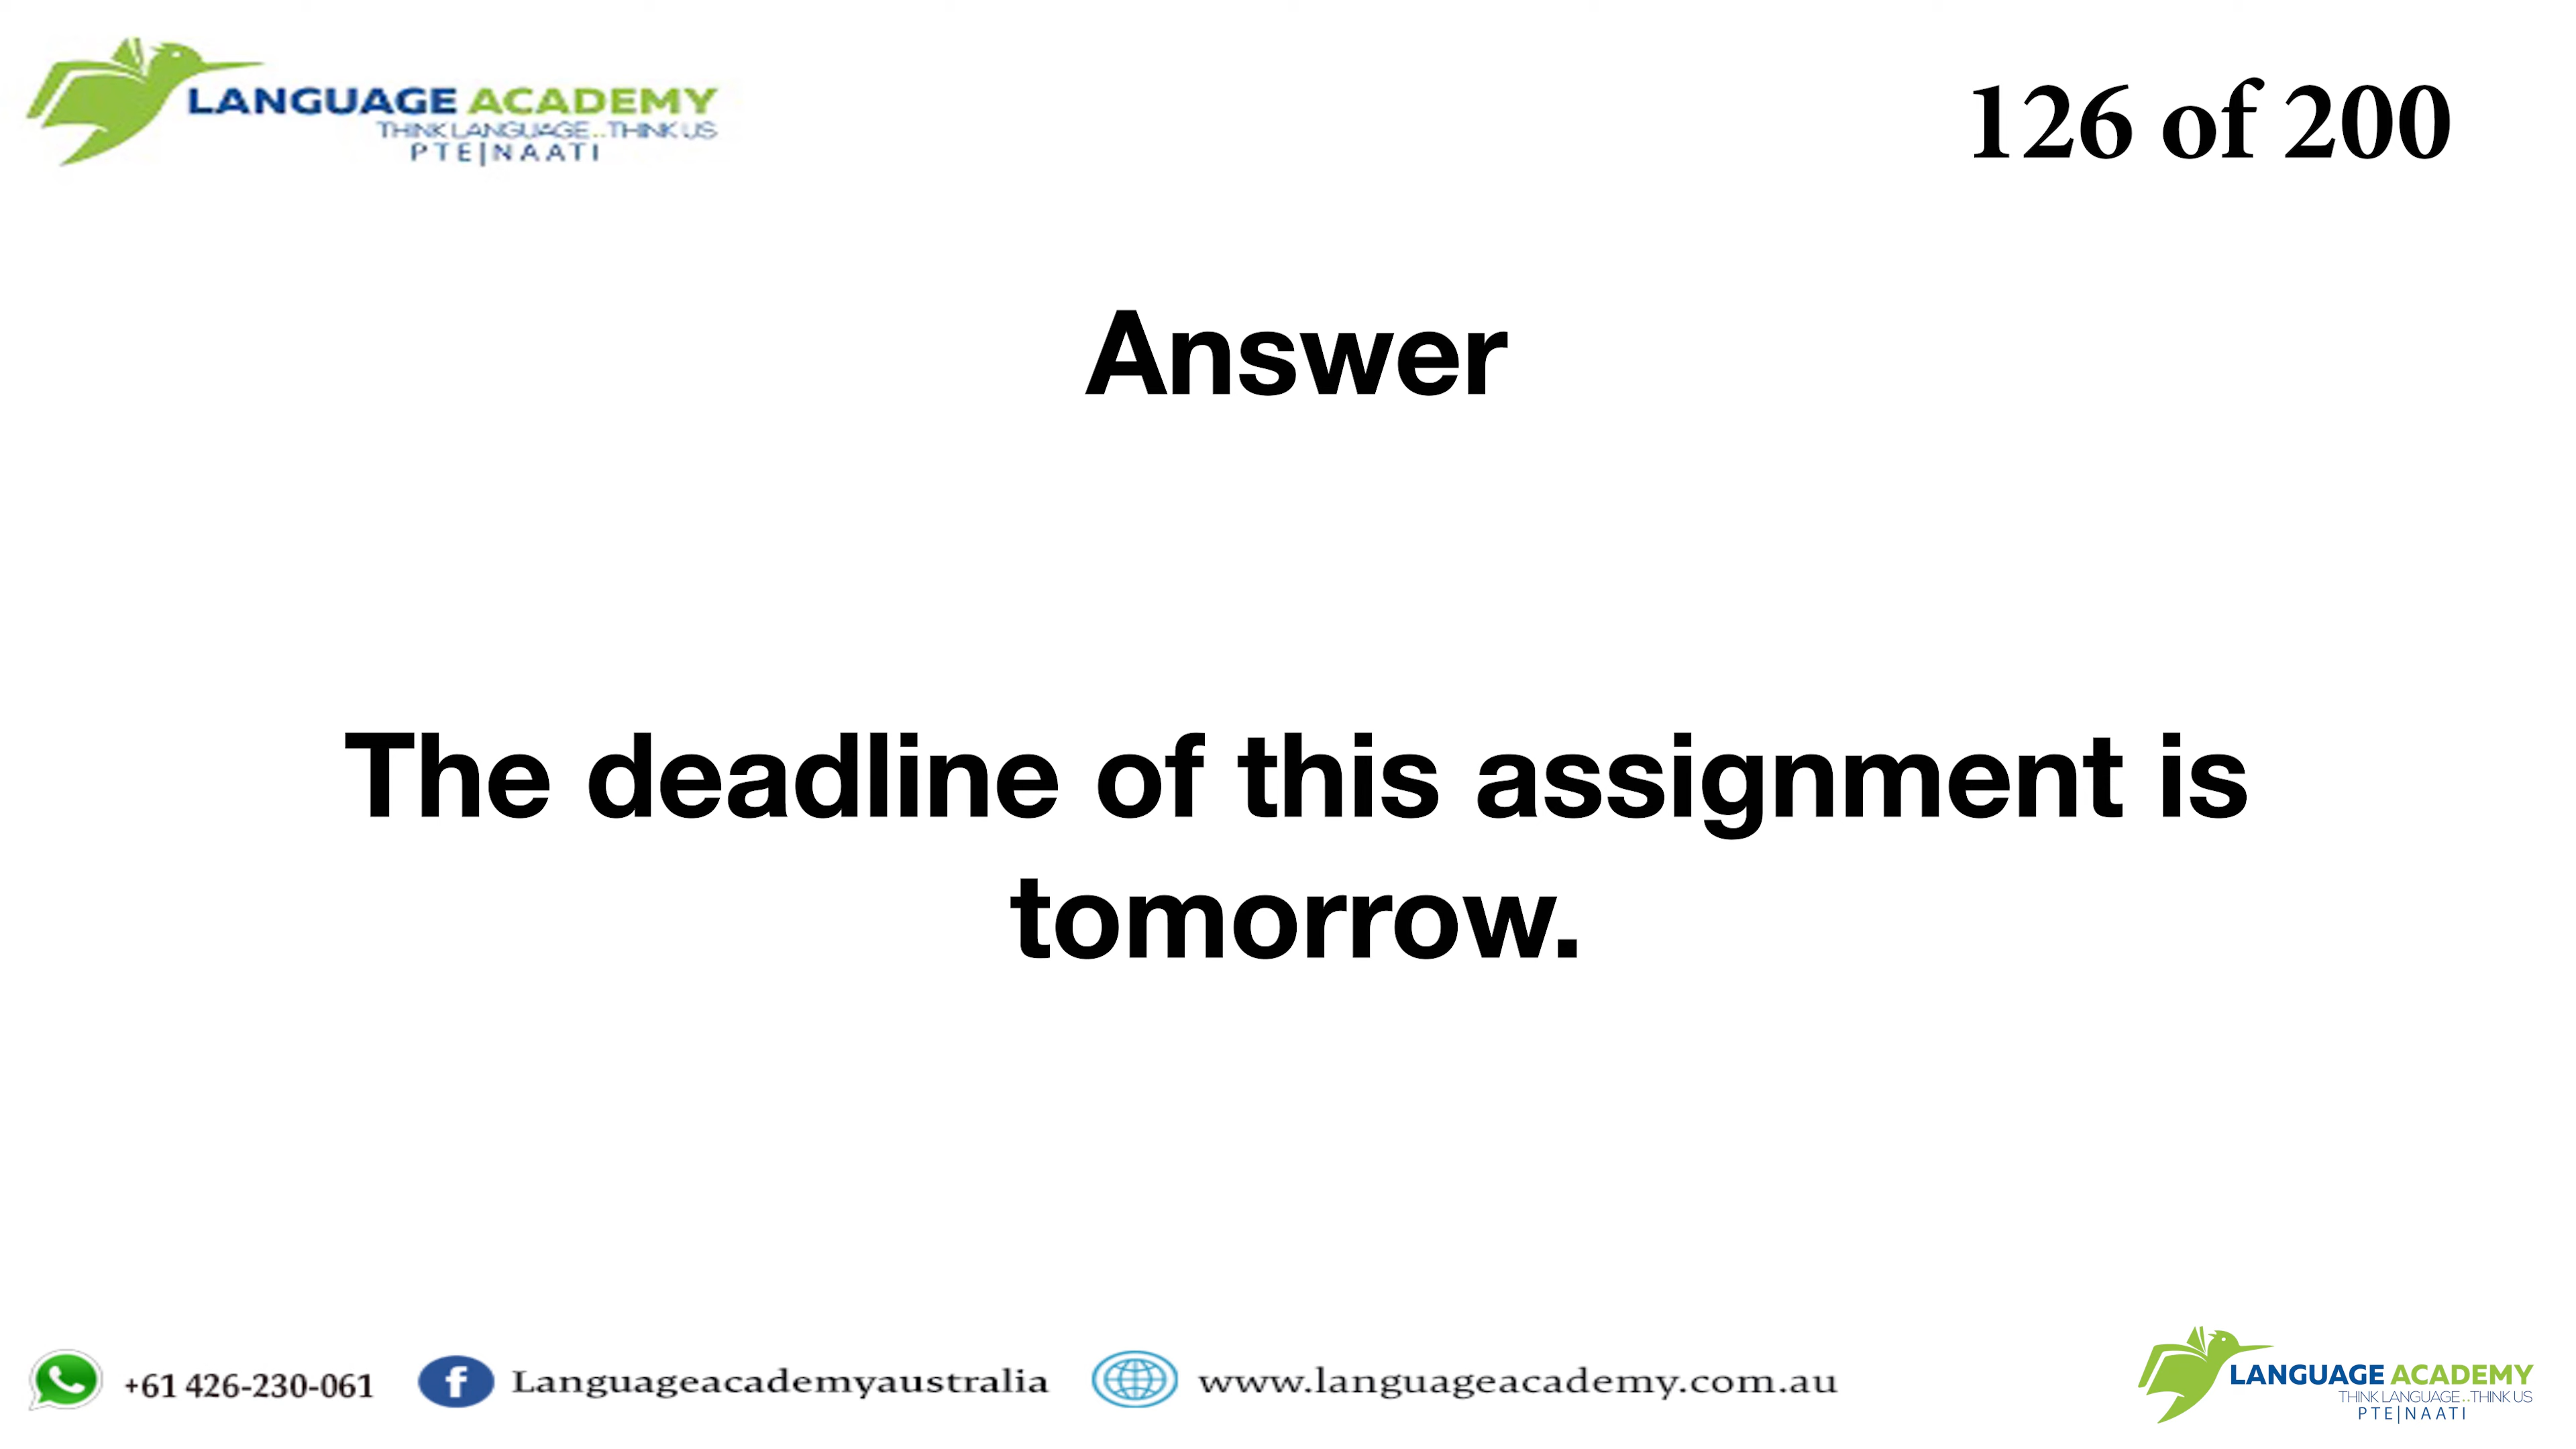 LANGUAGE ACADEMY
THINK LANGUAGE..THINK US
PTE|NAATI
126 of 200
Answer
The deadline of this assignment is
tomorrow.
+61 426-230-061
Languageacademyaustralia
www.languageacademy.com.au
LANGUAGE ACADEMY
THINK LANGUAGE..THINK US
PTE|NAATI